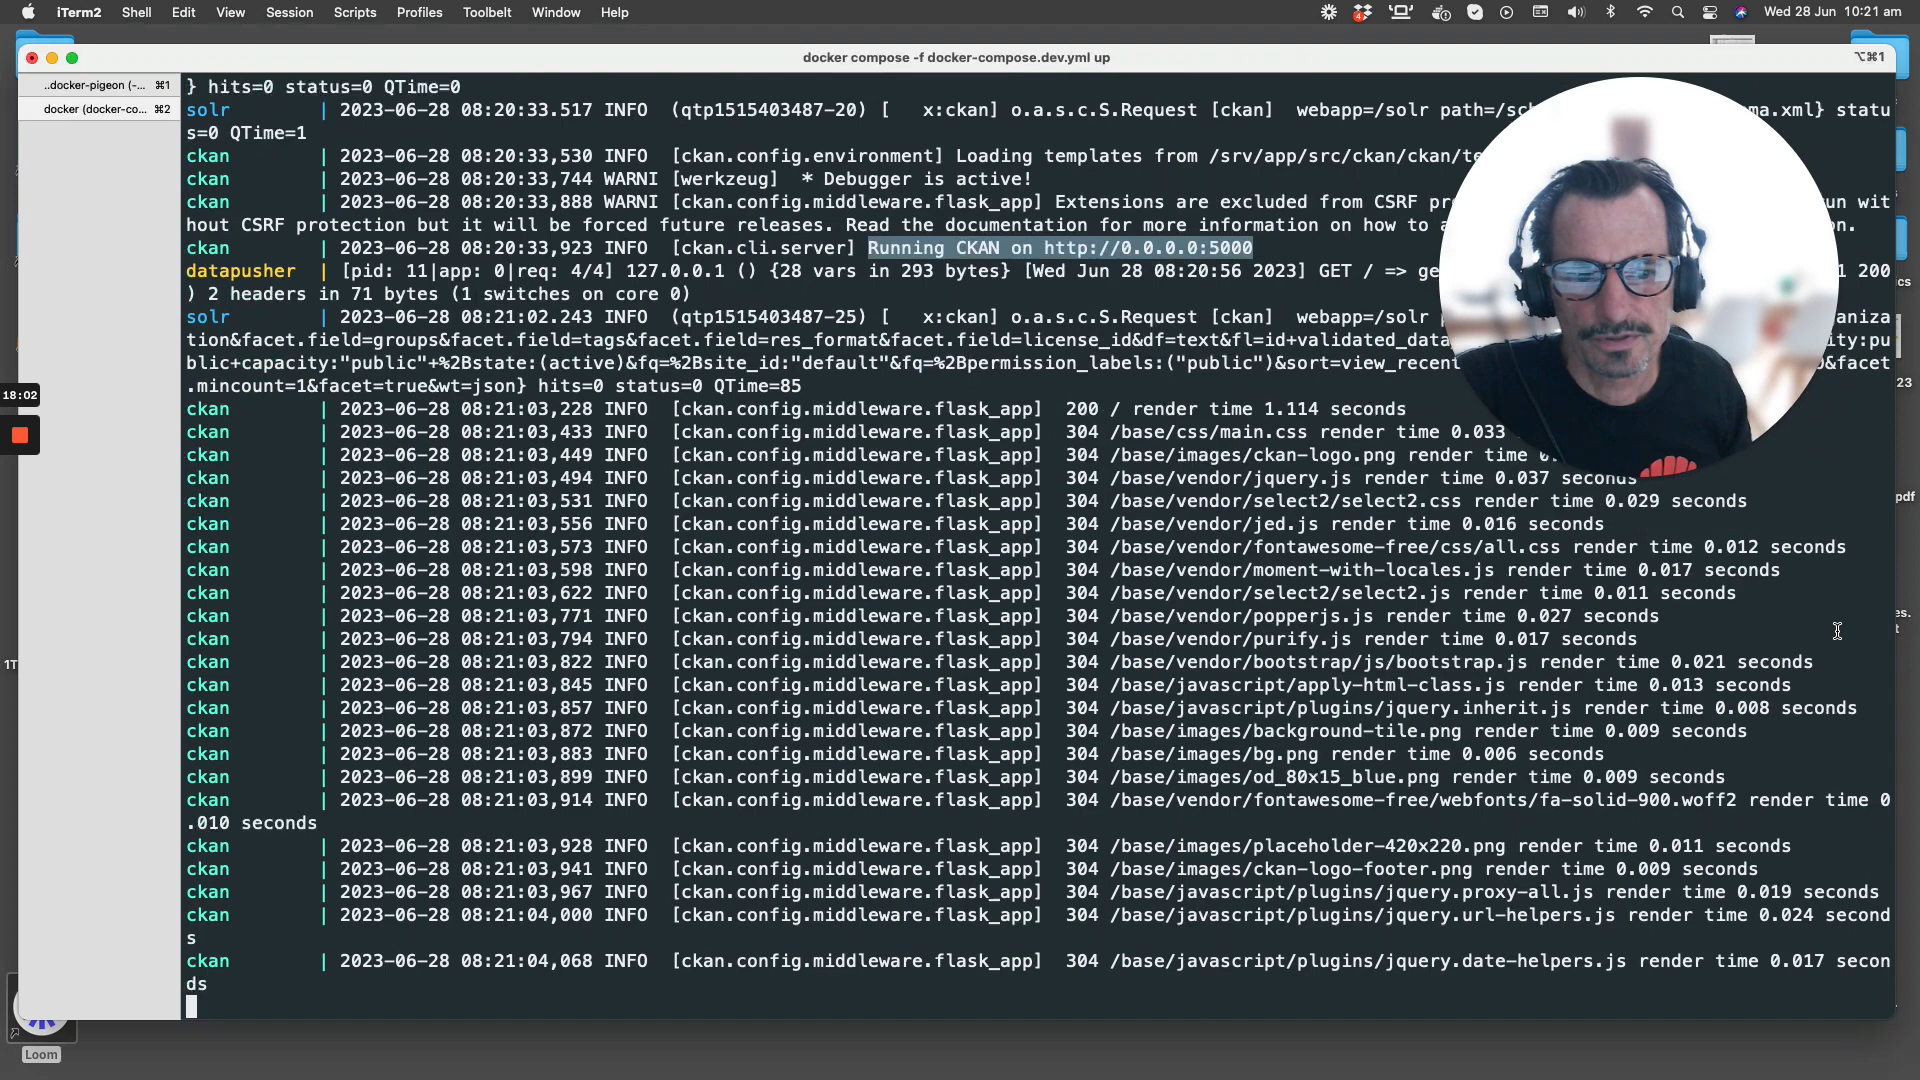 iTerm2 Shell Edit View Session Scripts Profiles Toolbelt Window Help
Wed 28 Jun 10:21 am
docker compose -f docker-compose.dev.yml up
⌥⌘1
..docker-pigeon (-... ⌘1
docker (docker-co... ⌘2
} hits=0 status=0 QTime=0
solr | 2023-06-28 08:20:33.517 INFO (qtp1515403487-20) [ x:ckan] o.a.s.c.S.Request [ckan] webapp=/solr path=/sc ma.xml} statu
s=0 QTime=1
ckan | 2023-06-28 08:20:33,530 INFO [ckan.config.environment] Loading templates from /srv/app/src/ckan/ckan/te
ckan | 2023-06-28 08:20:33,744 WARNI [werkzeug] * Debugger is active!
ckan | 2023-06-28 08:20:33,888 WARNI [ckan.config.middleware.flask_app] Extensions are excluded from CSRF pr un wit
hout CSRF protection but it will be forced future releases. Read the documentation for more information on how to a on.
ckan | 2023-06-28 08:20:33,923 INFO [ckan.cli.server] Running CKAN on http://0.0.0.0:5000
datapusher | [pid: 11|app: 0|req: 4/4] 127.0.0.1 () {28 vars in 293 bytes} [Wed Jun 28 08:20:56 2023] GET / => ge 1 200
) 2 headers in 71 bytes (1 switches on core 0)
solr | 2023-06-28 08:21:02.243 INFO (qtp1515403487-25) [ x:ckan] o.a.s.c.S.Request [ckan] webapp=/solr p aniza
tion&facet.field=groups&facet.field=tags&facet.field=res_format&facet.field=license_id&df=text&fl=id+validated_data ity:pu
blic+capacity:"public"+%2Bstate:(active)&fq=%2Bsite_id:"default"&fq=%2Bpermission_labels:("public")&sort=view_recent 0&facet
.mincount=1&facet=true&wt=json} hits=0 status=0 QTime=85
ckan | 2023-06-28 08:21:03,228 INFO [ckan.config.middleware.flask_app] 200 / render time 1.114 seconds
ckan | 2023-06-28 08:21:03,433 INFO [ckan.config.middleware.flask_app] 304 /base/css/main.css render time 0.033
ckan | 2023-06-28 08:21:03,449 INFO [ckan.config.middleware.flask_app] 304 /base/images/ckan-logo.png render time 0.
ckan | 2023-06-28 08:21:03,494 INFO [ckan.config.middleware.flask_app] 304 /base/vendor/jquery.js render time 0.037 seconds
ckan | 2023-06-28 08:21:03,531 INFO [ckan.config.middleware.flask_app] 304 /base/vendor/select2/select2.css render time 0.029 seconds
ckan | 2023-06-28 08:21:03,556 INFO [ckan.config.middleware.flask_app] 304 /base/vendor/jed.js render time 0.016 seconds
ckan | 2023-06-28 08:21:03,573 INFO [ckan.config.middleware.flask_app] 304 /base/vendor/fontawesome-free/css/all.css render time 0.012 seconds
ckan | 2023-06-28 08:21:03,598 INFO [ckan.config.middleware.flask_app] 304 /base/vendor/moment-with-locales.js render time 0.017 seconds
ckan | 2023-06-28 08:21:03,622 INFO [ckan.config.middleware.flask_app] 304 /base/vendor/select2/select2.js render time 0.011 seconds
ckan | 2023-06-28 08:21:03,771 INFO [ckan.config.middleware.flask_app] 304 /base/vendor/popperjs.js render time 0.027 seconds
ckan | 2023-06-28 08:21:03,794 INFO [ckan.config.middleware.flask_app] 304 /base/vendor/purify.js render time 0.017 seconds
ckan | 2023-06-28 08:21:03,822 INFO [ckan.config.middleware.flask_app] 304 /base/vendor/bootstrap/js/bootstrap.js render time 0.021 seconds
ckan | 2023-06-28 08:21:03,845 INFO [ckan.config.middleware.flask_app] 304 /base/javascript/apply-html-class.js render time 0.013 seconds
ckan | 2023-06-28 08:21:03,857 INFO [ckan.config.middleware.flask_app] 304 /base/javascript/plugins/jquery.inherit.js render time 0.008 seconds
ckan | 2023-06-28 08:21:03,872 INFO [ckan.config.middleware.flask_app] 304 /base/images/background-tile.png render time 0.009 seconds
ckan | 2023-06-28 08:21:03,883 INFO [ckan.config.middleware.flask_app] 304 /base/images/bg.png render time 0.006 seconds
ckan | 2023-06-28 08:21:03,899 INFO [ckan.config.middleware.flask_app] 304 /base/images/od_80x15_blue.png render time 0.009 seconds
ckan | 2023-06-28 08:21:03,914 INFO [ckan.config.middleware.flask_app] 304 /base/vendor/fontawesome-free/webfonts/fa-solid-900.woff2 render time 0
.010 seconds
ckan | 2023-06-28 08:21:03,928 INFO [ckan.config.middleware.flask_app] 304 /base/images/placeholder-420x220.png render time 0.011 seconds
ckan | 2023-06-28 08:21:03,941 INFO [ckan.config.middleware.flask_app] 304 /base/images/ckan-logo-footer.png render time 0.009 seconds
ckan | 2023-06-28 08:21:03,967 INFO [ckan.config.middleware.flask_app] 304 /base/javascript/plugins/jquery.proxy-all.js render time 0.019 seconds
ckan | 2023-06-28 08:21:04,000 INFO [ckan.config.middleware.flask_app] 304 /base/javascript/plugins/jquery.url-helpers.js render time 0.024 second
s
ckan | 2023-06-28 08:21:04,068 INFO [ckan.config.middleware.flask_app] 304 /base/javascript/plugins/jquery.date-helpers.js render time 0.017 secon
ds
18:02
1T
ics
23
pdf
es.
t
Loom